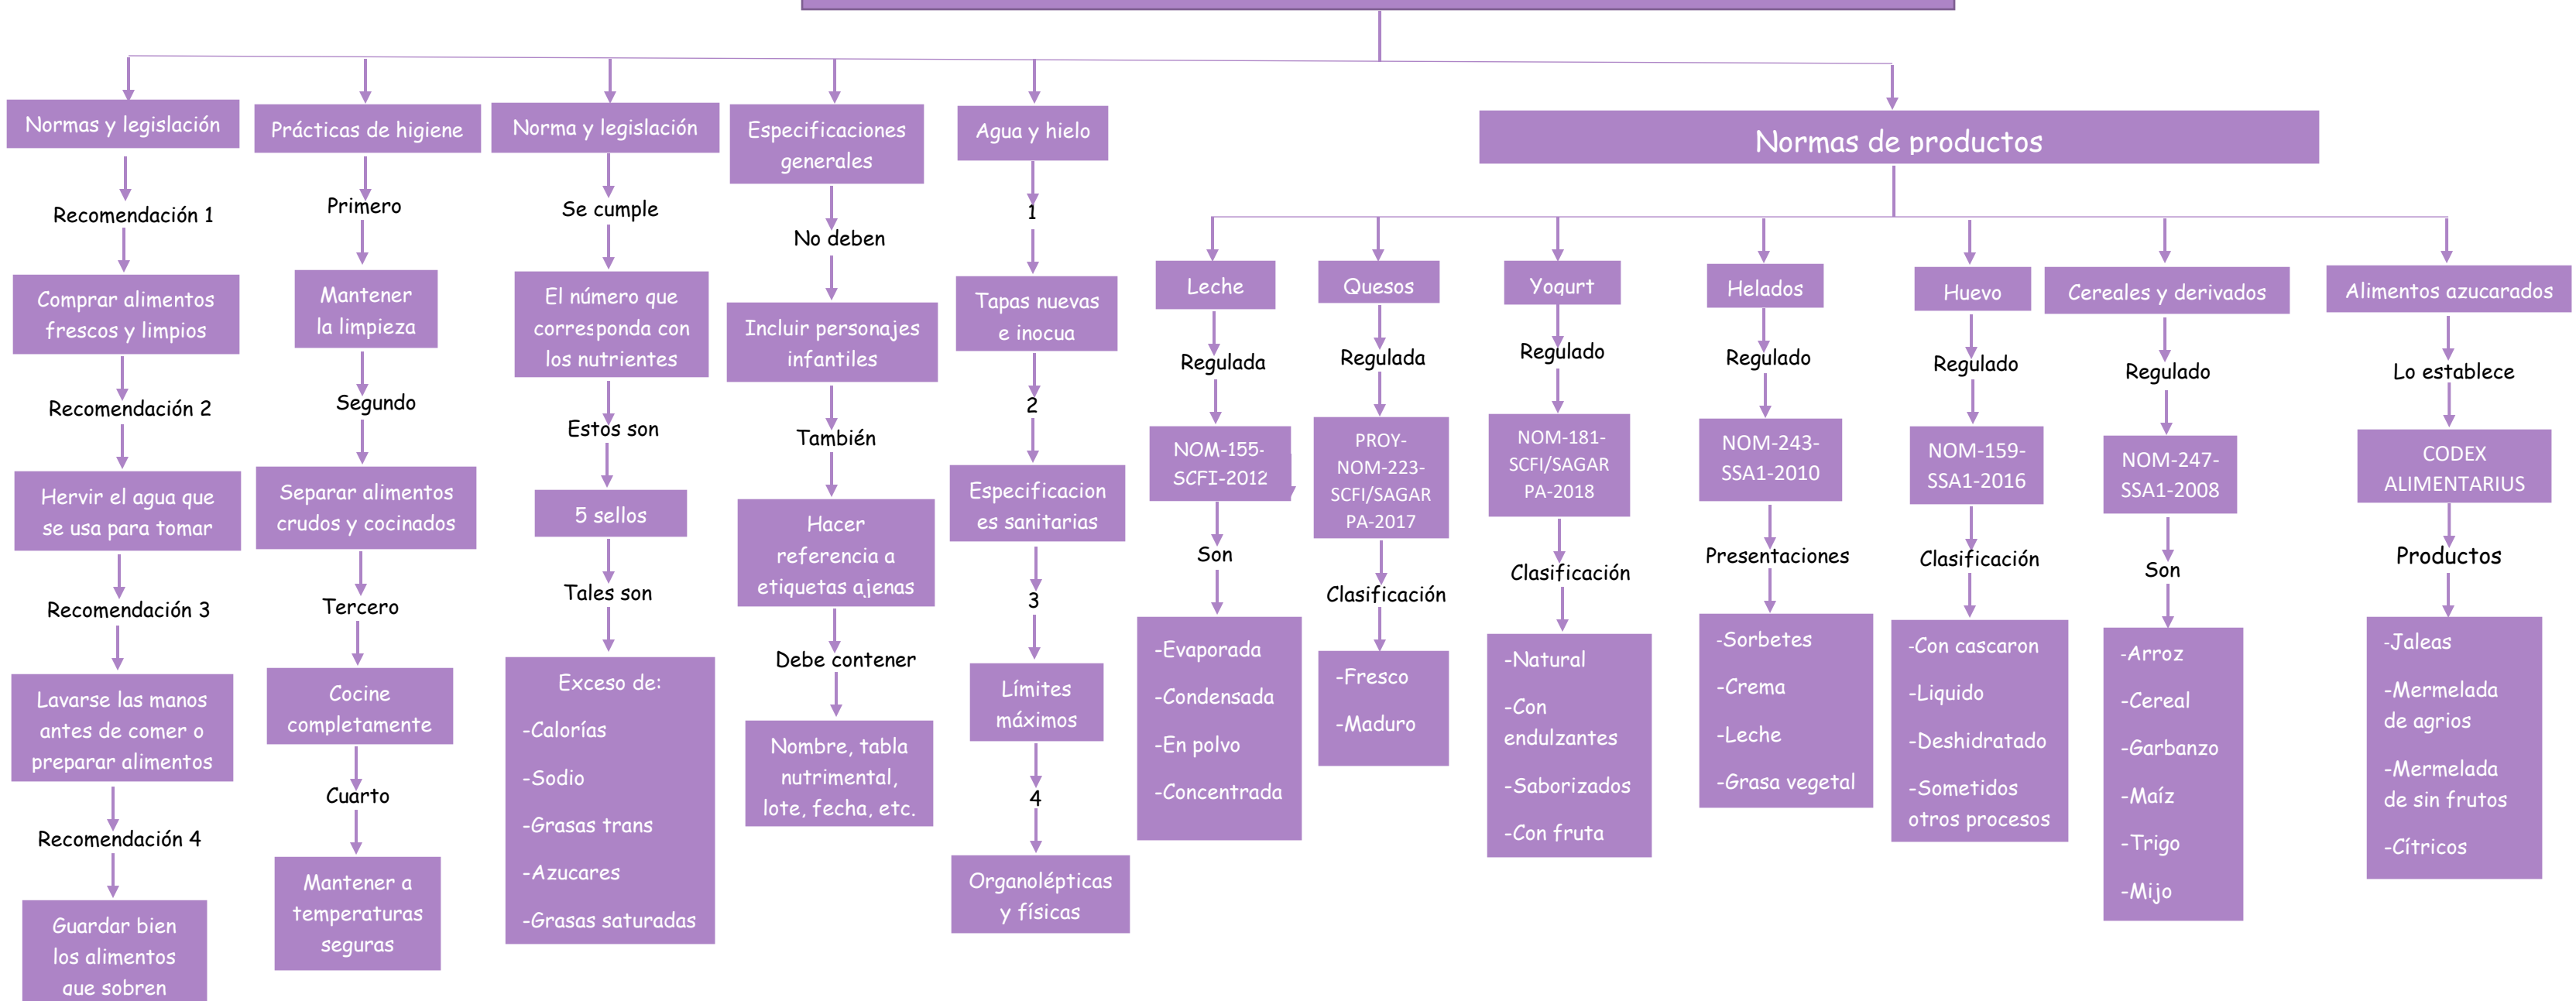 Normas y legislación
Recomendación 1
Comprar alimentos
frescos y limpios
Recomendación 2
Hervir el agua que
se usa para tomar
Recomendación 3
Lavarse las manos
antes de comer o
preparar alimentos
Recomendación 4
Guardar bien
los alimentos
que sobren
Prácticas de higiene
Primero
Mantener
la limpieza
Segundo
Separar alimentos
crudos y cocinados
Tercero
Cocine
completamente
Cuarto
Mantener a
temperaturas
seguras
Norma y legislación
Se cumple
El número que
corresponda con
los nutrientes
Estos son
5 sellos
Tales son
Exceso de:
-Calorías
-Sodio
-Grasas trans
-Azucares
-Grasas saturadas
Especificaciones
generales
No deben
Incluir personajes
infantiles
También
Hacer
referencia a
etiquetas ajenas
Debe contener
Nombre, tabla
nutrimental,
lote, fecha, etc.
Agua y hielo
1
Tapas nuevas
e inocua
2
Especificacion
es sanitarias
3
Límites
máximos
4
Organolépticas
y físicas
Normas de productos
Leche
Regulada
NOM-155-
SCFI-2012
Son
-Evaporada
-Condensada
-En polvo
-Concentrada
Quesos
Regulada
PROY-
NOM-223-
SCFI/SAGAR
PA-2017
Clasificación
-Fresco
-Maduro
Yogurt
Regulado
NOM-181-
SCFI/SAGAR
PA-2018
Clasificación
-Natural
-Con
endulzantes
-Saborizados
-Con fruta
Helados
Regulado
NOM-243-
SSA1-2010
Presentaciones
-Sorbetes
-Crema
-Leche
-Grasa vegetal
Huevo
Regulado
NOM-159-
SSA1-2016
Clasificación
-Con cascaron
-Liquido
-Deshidratado
-Sometidos
otros procesos
Cereales y derivados
Regulado
NOM-247-
SSA1-2008
Son
-Arroz
-Cereal
-Garbanzo
-Maíz
-Trigo
-Mijo
Alimentos azucarados
Lo establece
CODEX
ALIMENTARIUS
Productos
-Jaleas
-Mermelada
de agrios
-Mermelada
de sin frutos
-Cítricos